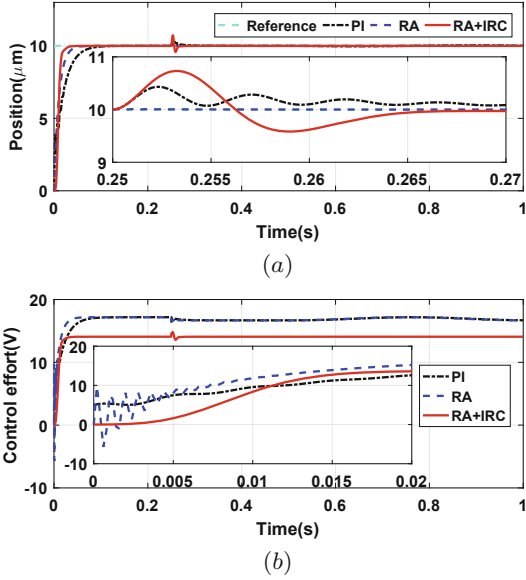 Reference PI RA RA+IRC
Position(μm)
15
10
5
0
11
10
9
0.25 0.255 0.26 0.265 0.27
0 0.2 0.4 0.6 0.8 1
Time(s)
(a)
Control effort(V)
20
10
0
-10
20
10
0
-10
0 0.005 0.01 0.015 0.02
PI
RA
RA+IRC
0 0.2 0.4 0.6 0.8 1
Time(s)
(b)